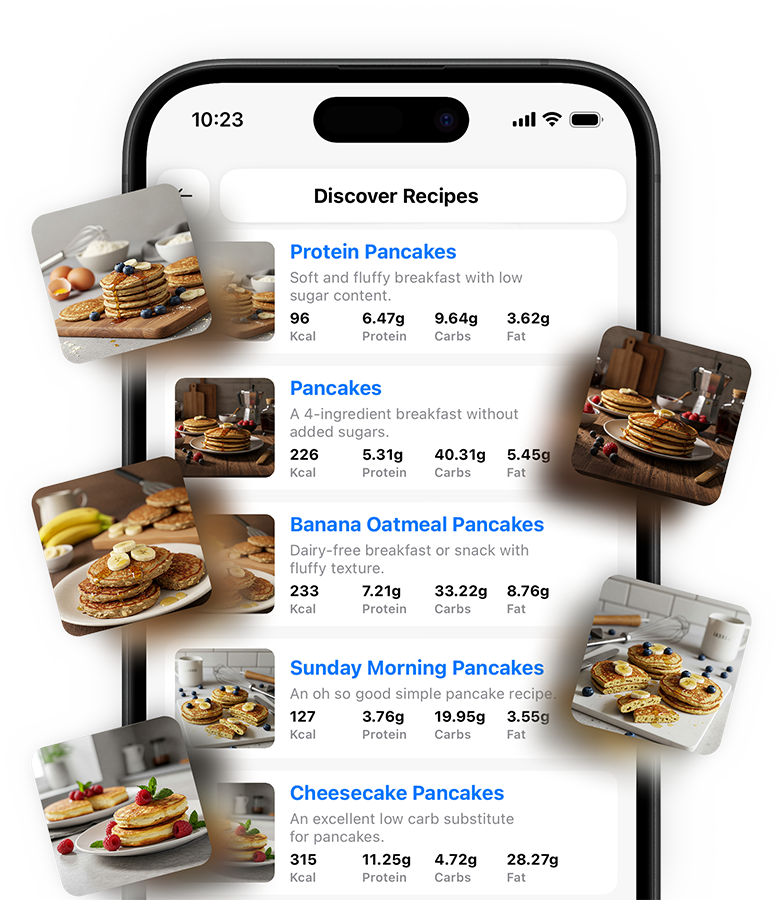 10:23
Discover Recipes
Protein Pancakes
Soft and fluffy breakfast with low
sugar content.
96 6.47g 9.64g 3.62g
Kcal Protein Carbs Fat
Pancakes
A 4-ingredient breakfast without
added sugars.
226 5.31g 40.31g 5.45g
Kcal Protein Carbs Fat
Banana Oatmeal Pancakes
Dairy-free breakfast or snack with
fluffy texture.
233 7.21g 33.22g 8.76g
Kcal Protein Carbs Fat
Sunday Morning Pancakes
An oh so good simple pancake recipe.
127 3.76g 19.95g 3.55g
Kcal Protein Carbs Fat
Cheesecake Pancakes
An excellent low carb substitute
for pancakes.
315 11.25g 4.72g 28.27g
Kcal Protein Carbs Fat